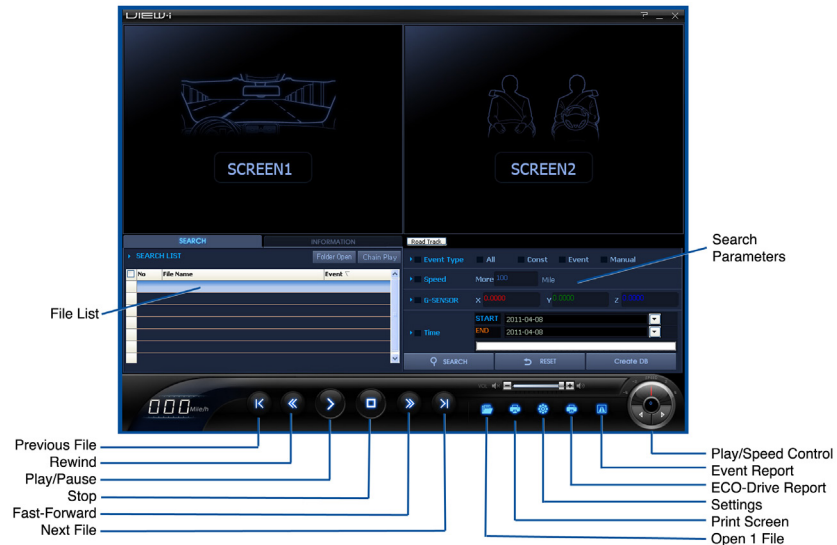 VIEW·i
SCREEN1
SCREEN2
SEARCH
INFORMATION
Road Track
SEARCH LIST
Folder Open
Chain Play
No
File Name
Event
Event Type
All
Const
Event
Manual
Speed
More
100
Mile
G-SENSOR
X
0.0000
Y
0.0000
Z
Time
START
2011-04-08
END
2011-04-08
SEARCH
RESET
Create DB
VOL
000 Mile/h
Search
Parameters
File List
Previous File
Rewind
Play/Pause
Stop
Fast-Forward
Next File
Play/Speed Control
Event Report
ECO-Drive Report
Settings
Print Screen
Open 1 File